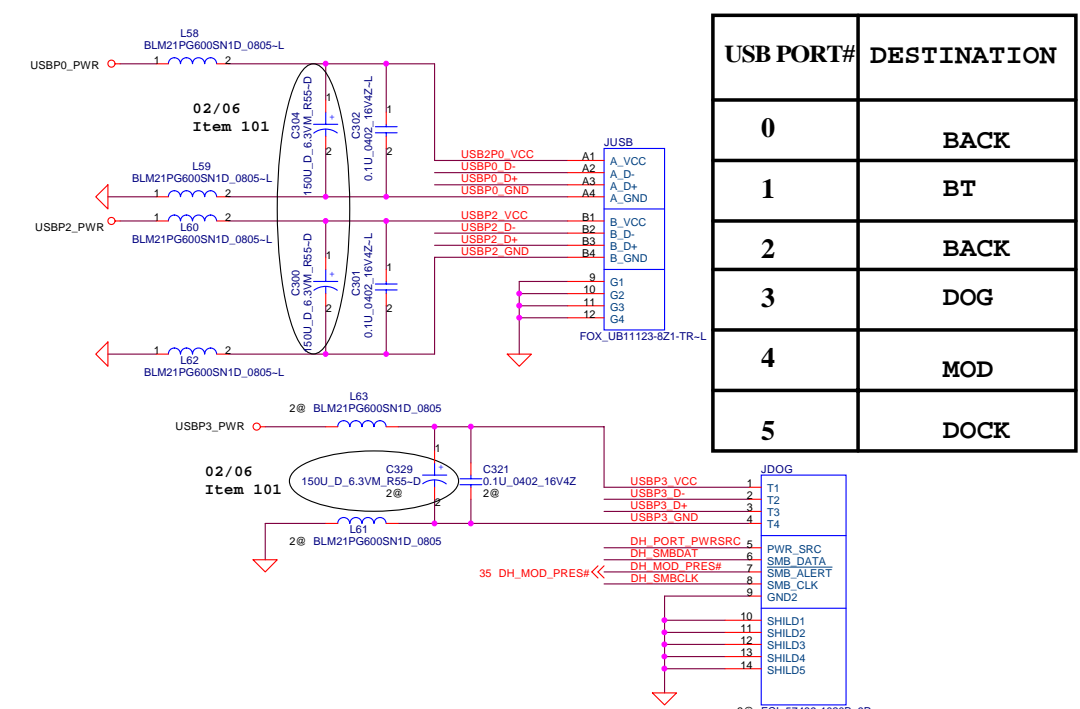 L58
BLM21PG600SN1D_0805~L
USBP0_PWR
1
2
02/06
Item 101
1
+
C304
150U_D_6.3VM_R55~D
2
1
C302
0.1U_0402_16V4Z~L
2
L59
BLM21PG600SN1D_0805~L
1
2
USBP2_PWR
1
2
L60
BLM21PG600SN1D_0805~L
1
+
C300
150U_D_6.3VM_R55~D
2
1
C301
0.1U_0402_16V4Z~L
2
1
2
L62
BLM21PG600SN1D_0805~L
JUSB
USB2P0_VCC A1 A_VCC
USBP0_D- A2 A_D-
USBP0_D+ A3 A_D+
USBP0_GND A4 A_GND
USBP2_VCC B1 B_VCC
USBP2_D- B2 B_D-
USBP2_D+ B3 B_D+
USBP2_GND B4 B_GND
9 G1
10 G2
11 G3
12 G4
FOX_UB11123-8Z1-TR~L
USB PORT# DESTINATION
0 BACK
1 BT
2 BACK
3 DOG
4 MOD
5 DOCK
L63
2@ BLM21PG600SN1D_0805
USBP3_PWR
02/06
Item 101
1
+
C329
150U_D_6.3VM_R55~D
2@
2
C321
0.1U_0402_16V4Z
2@
L61
2@ BLM21PG600SN1D_0805
JDOG
USBP3_VCC 1 T1
USBP3_D- 2 T2
USBP3_D+ 3 T3
USBP3_GND 4 T4
DH_PORT_PWRSRC 5 PWR_SRC
DH_SMBDAT 6 SMB_DATA
35 DH_MOD_PRES# DH_MOD_PRES# 7 SMB_ALERT
DH_SMBCLK 8 SMB_CLK
9 GND2
10 SHILD1
11 SHILD2
12 SHILD3
13 SHILD4
14 SHILD5